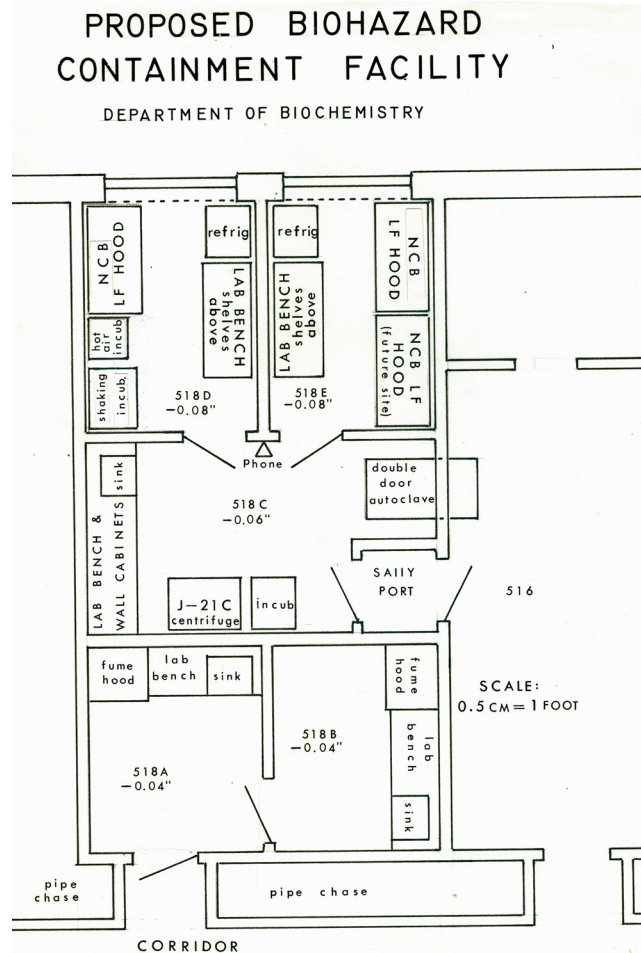 PROPOSED BIOHAZARD
CONTAINMENT FACILITY
DEPARTMENT OF BIOCHEMISTRY
NCB
LF HOOD
refrig
refrig
NCB
LF HOOD
LAB BENCH
shelves
above
LAB BENCH
shelves
above
hot
air
incub
NCB LF
HOOD
(future site)
shaking
incub.
518D
-0.08"
518E
-0.08"
Phone
sink
double
door
autoclave
518C
-0.06"
LAB BENCH &
WALL CABINETS
SALLY
PORT
516
J-21C
centrifuge
incub
fume
hood
lab
bench
sink
fume
hood
SCALE:
0.5 CM = 1 FOOT
518B
-0.04"
lab
bench
518A
-0.04"
sink
pipe
chase
pipe chase
CORRIDOR